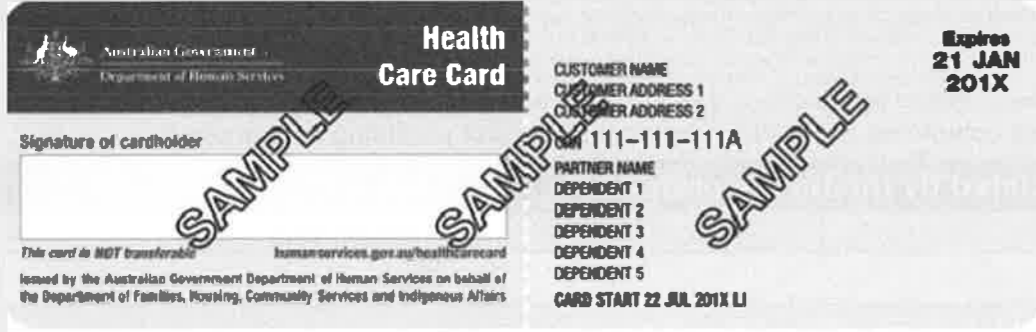 Australian Government
Department of Human Services
Health
Care Card
Signature of cardholder
SAMPLE
This card is NOT transferable
humanservices.gov.au/healthcarecard
Issued by the Australian Government Department of Human Services on behalf of
the Department of Families, Housing, Community Services and Indigenous Affairs
SAMPLE
Expires
21 JAN
201X
CUSTOMER NAME
CUSTOMER ADDRESS 1
CUSTOMER ADDRESS 2
CRN 111-111-111A
PARTNER NAME
DEPENDENT 1
DEPENDENT 2
DEPENDENT 3
DEPENDENT 4
DEPENDENT 5
CARD START 22 JUL 201X LI
SAMPLE